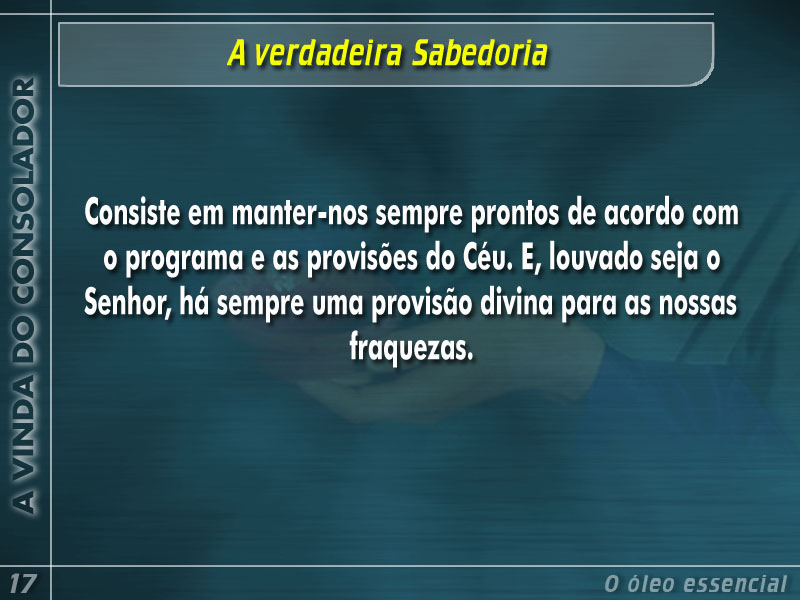 A verdadeira Sabedoria
A VINDA DO CONSOLADOR
Consiste em manter-nos sempre prontos de acordo com
o programa e as provisões do Céu. E, louvado seja o
Senhor, há sempre uma provisão divina para as nossas
fraquezas.
17
O óleo essencial